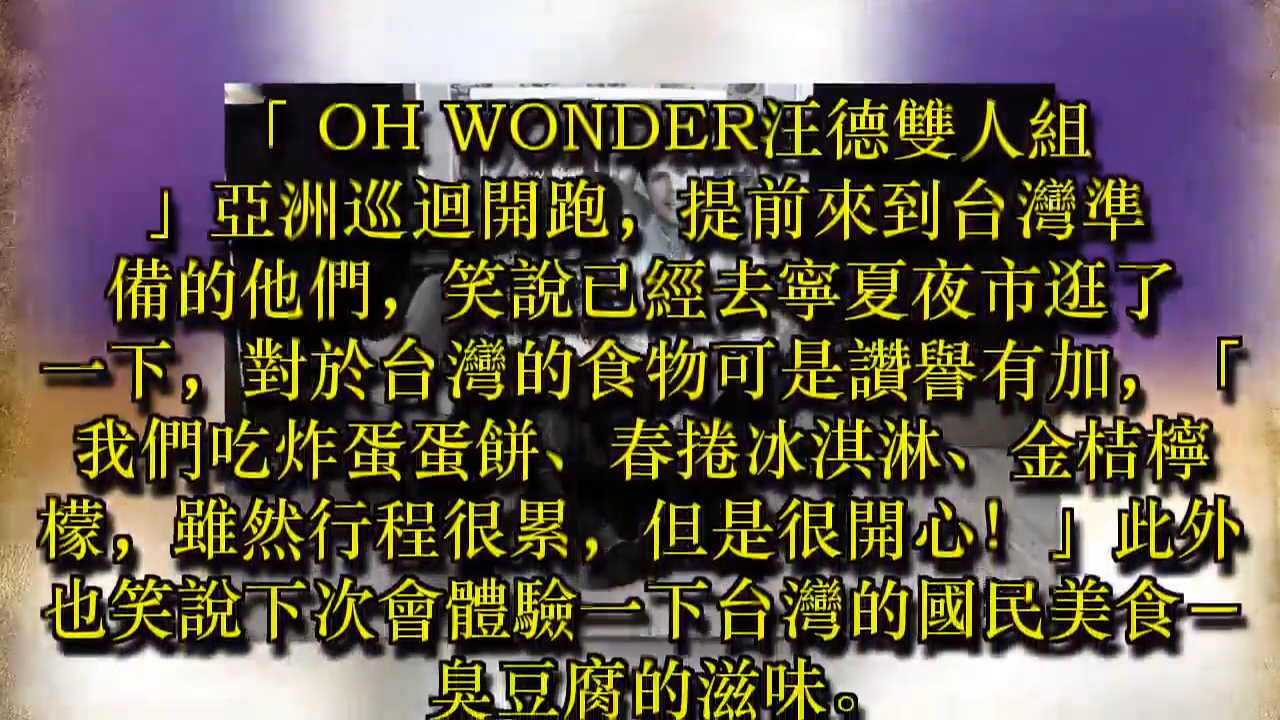 「 OH WONDER汪德雙人組
」亞洲巡迴開跑，提前來到台灣準
備的他們，笑說已經去寧夏夜市逛了
一下，對於台灣的食物可是讚譽有加，「
我們吃炸蛋蛋餅、春捲冰淇淋、金桔檸
檬，雖然行程很累，但是很開心！」此外
也笑說下次會體驗一下台灣的國民美食－
臭豆腐的滋味。